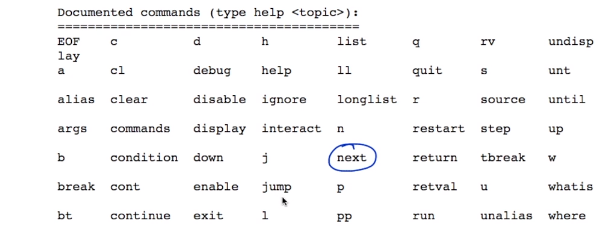 Documented commands (type help <topic>):
========================================
EOF c d h list q rv undisp
lay
a cl debug help ll quit s unt
alias clear disable ignore longlist r source until
args commands display interact n restart step up
b condition down j next return tbreak w
break cont enable jump p retval u whatis
bt continue exit l pp run unalias where